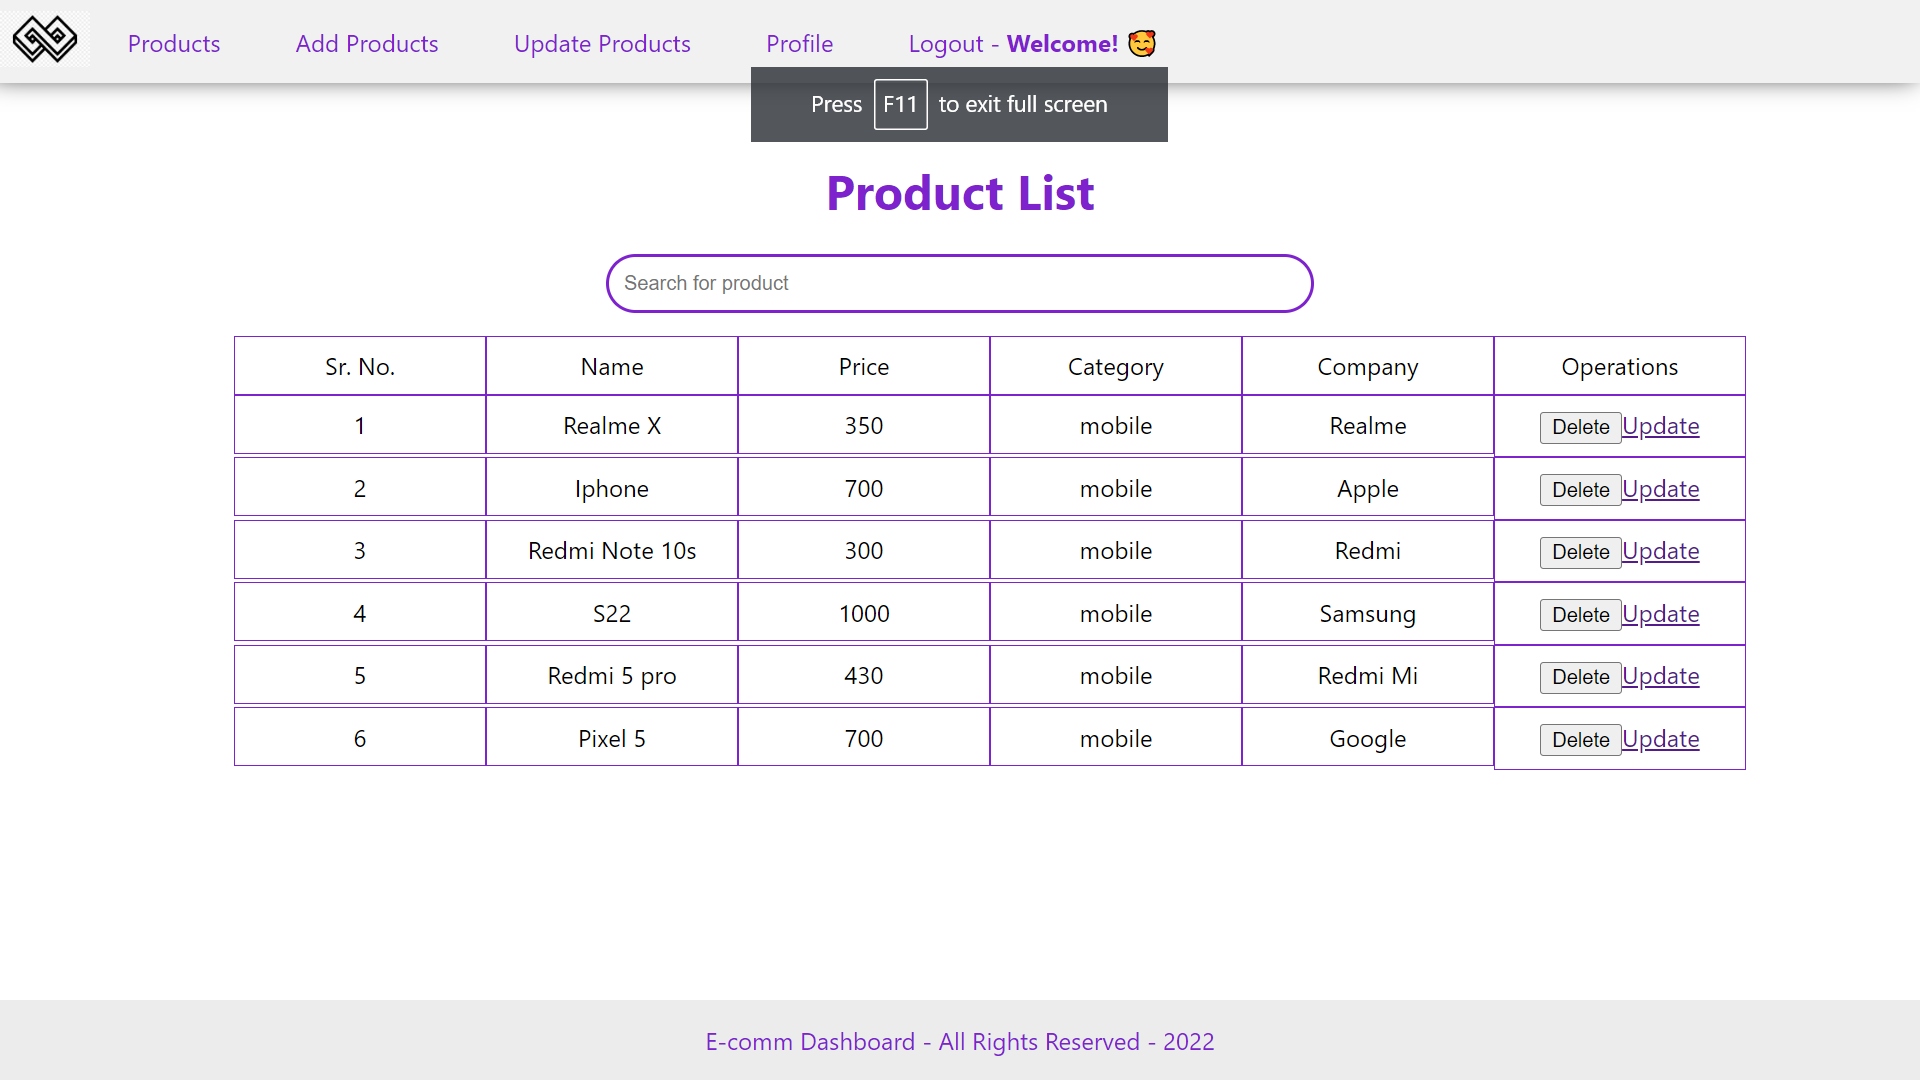 Products Add Products Update Products Profile Logout - Welcome! 🥰
Press F11 to exit full screen
Product List
Search for product
Sr. No. Name Price Category Company Operations
1 Realme X 350 mobile Realme Delete Update
2 Iphone 700 mobile Apple Delete Update
3 Redmi Note 10s 300 mobile Redmi Delete Update
4 S22 1000 mobile Samsung Delete Update
5 Redmi 5 pro 430 mobile Redmi Mi Delete Update
6 Pixel 5 700 mobile Google Delete Update
E-comm Dashboard - All Rights Reserved - 2022